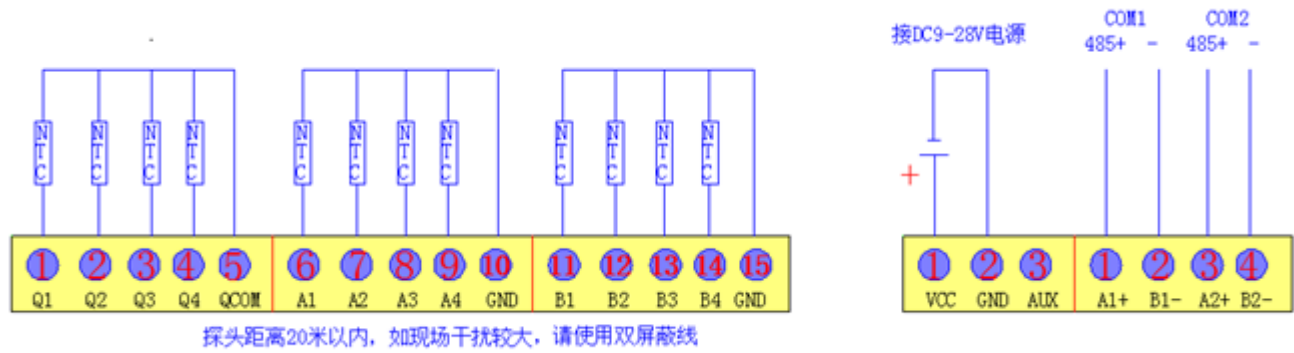 接DC9-28V电源
COM1 COM2
485+ - 485+ -
NTC NTC NTC NTC NTC NTC NTC NTC NTC NTC NTC NTC
+
1 2 3 4 5 6 7 8 9 10 11 12 13 14 15
Q1 Q2 Q3 Q4 QCOM A1 A2 A3 A4 GND B1 B2 B3 B4 GND
1 2 3 1 2 3 4
VCC GND AUX A1+ B1- A2+ B2-
探头距离20米以内，如现场干扰较大，请使用双屏蔽线